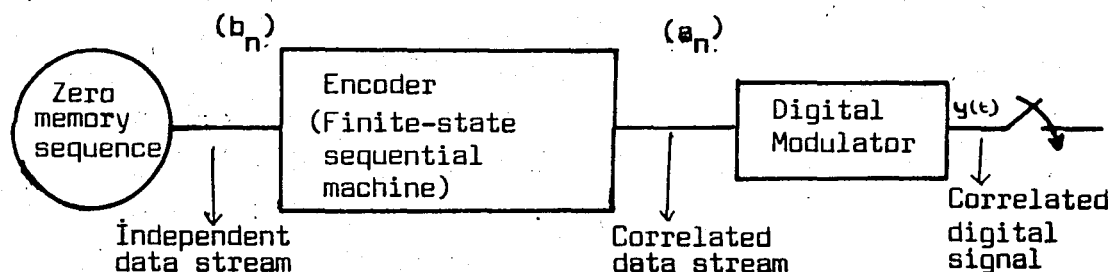 (b_n)
(a_n)
Zero
memory
sequence
Encoder
(Finite-state
sequential
machine)
Digital
Modulator
y(t)
İndependent
data stream
Correlated
data stream
Correlated
digital
signal